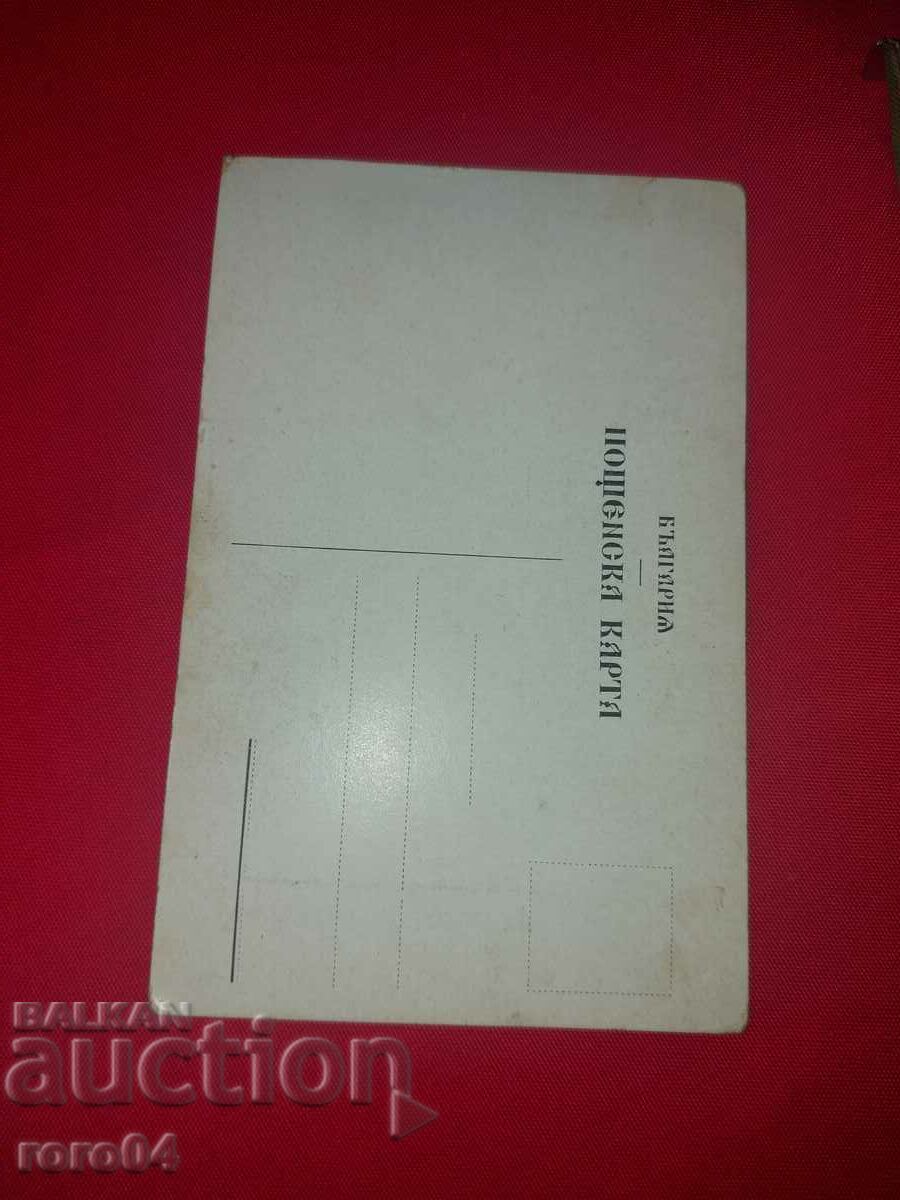 БЪЛГАРИЯ
ПОЩЕНСКА КАРТА
BALKAN
auction
roro04